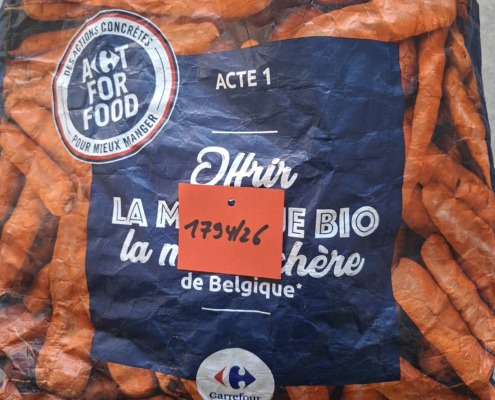 DES ACTIONS CONCRÈTES
ACT
FOR
FOOD
POUR MIEUX MANGER
ACTE 1
Offrir
LA M E BIO
1794/26
la m chère
de Belgique*
Carrefour